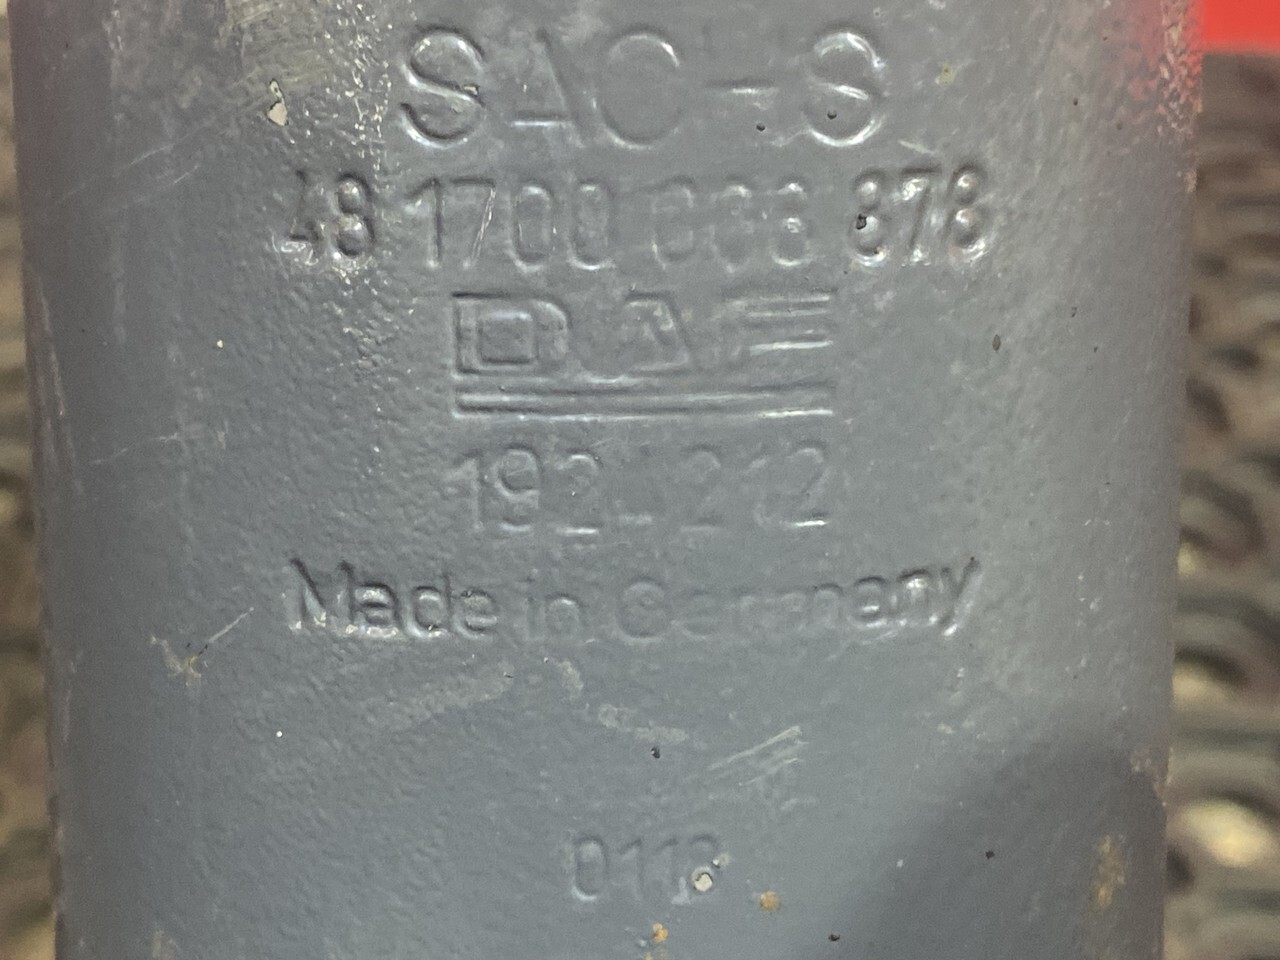 SACHS
48 1700 008 878
DAF
1924212
Made in Germany
0113